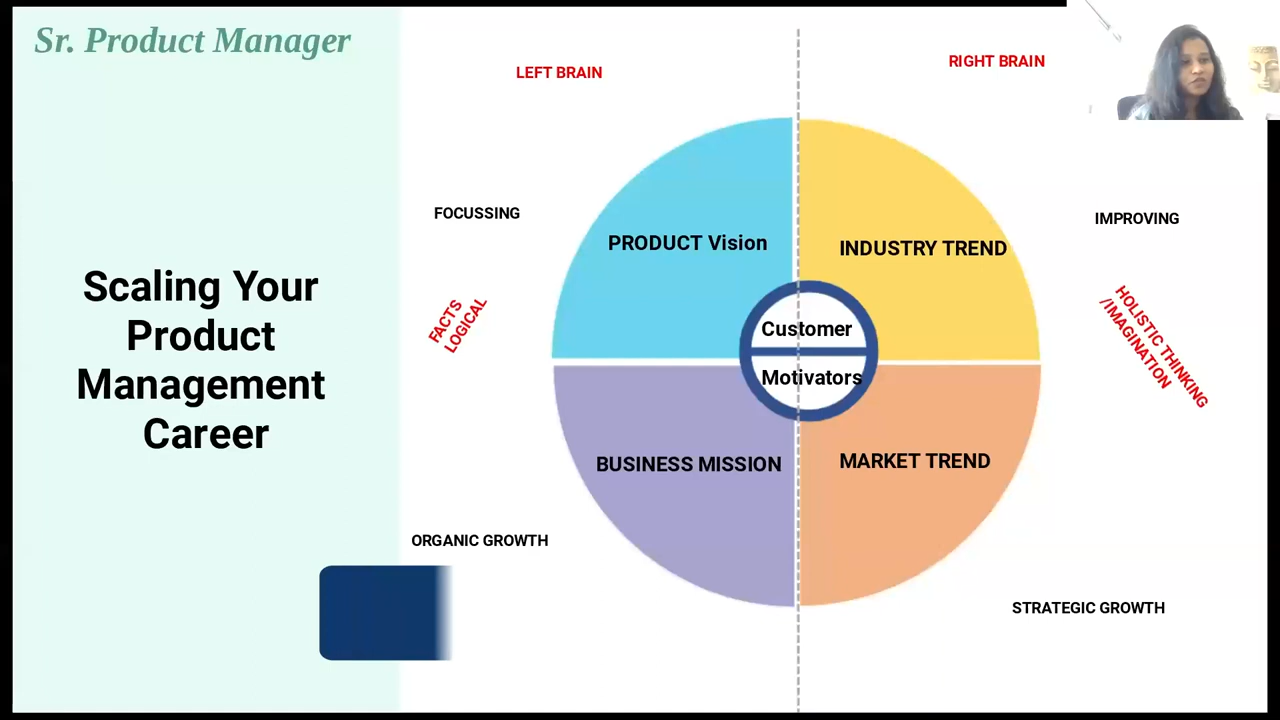 Sr. Product Manager
Scaling Your
Product
Management
Career
LEFT BRAIN
RIGHT BRAIN
FOCUSSING
IMPROVING
PRODUCT Vision
INDUSTRY TREND
FACTS
LOGICAL
HOLISTIC THINKING
/IMAGINATION
Customer
Motivators
BUSINESS MISSION
MARKET TREND
ORGANIC GROWTH
STRATEGIC GROWTH